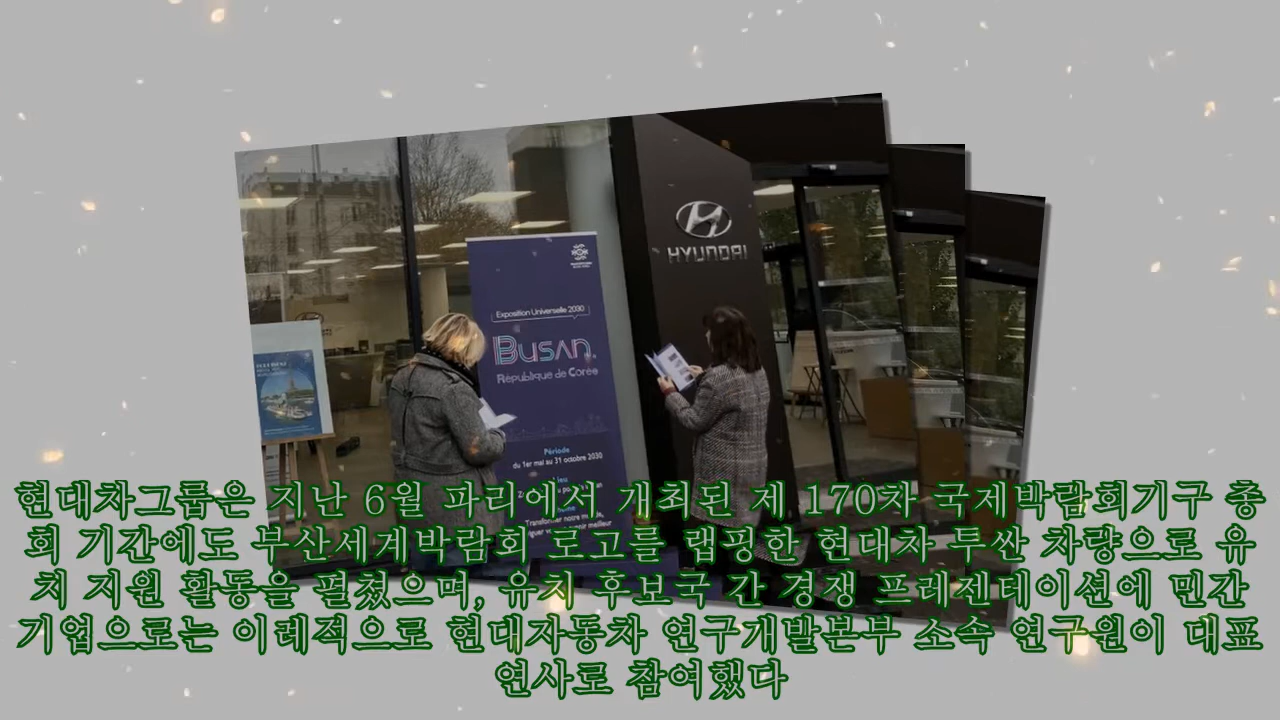 HYUNDAI
Exposition Universelle 2030
Busan
République de Corée
Période
du 1er mai au 31 octobre 2030
현대차그룹은 지난 6월 파리에서 개최된 제 170차 국제박람회기구 총
회 기간에도 부산세계박람회 로고를 랩핑한 현대차 투싼 차량으로 유
치 지원 활동을 펼쳤으며, 유치 후보국 간 경쟁 프레젠테이션에 민간
기업으로는 이례적으로 현대자동차 연구개발본부 소속 연구원이 대표
연사로 참여했다